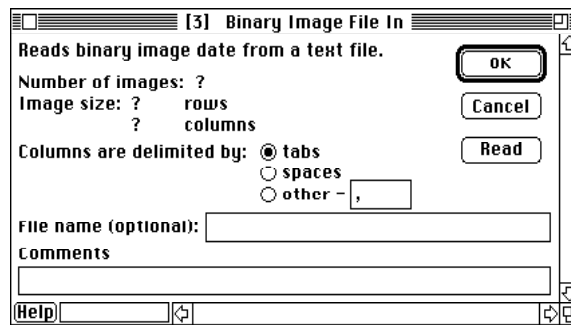 [3] Binary Image File In
Reads binary image date from a text file.
OK
Number of images: ?
Image size: ? rows
? columns
Cancel
Columns are delimited by: tabs
Read
spaces
other - ,
File name (optional):
Comments
Help